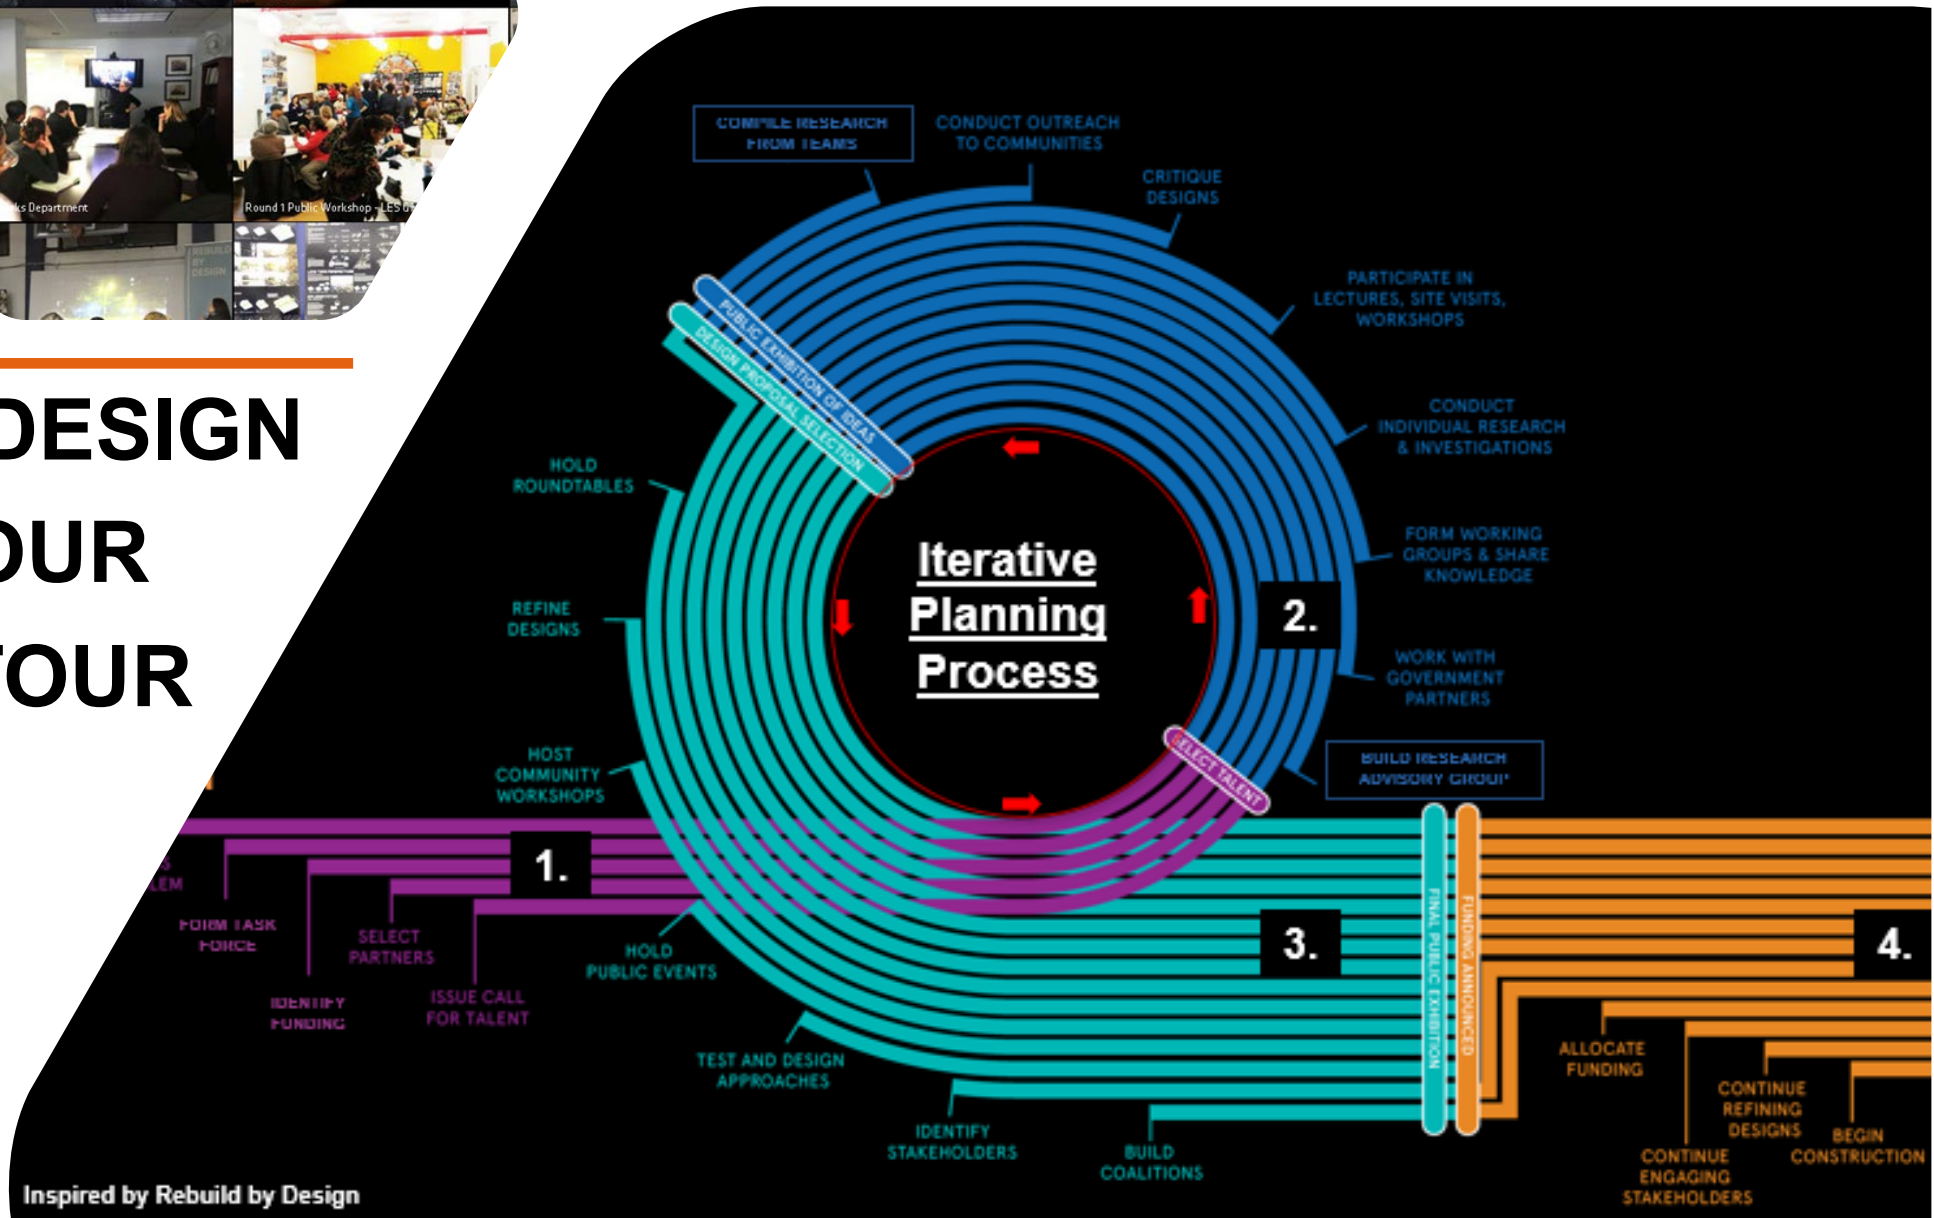 ks Department
Round 1 Public Workshop - LES
REBUILD
BY
DESIGN
DESIGN
OUR
TOUR
COMPILE RESEARCH
FROM TEAMS
CONDUCT OUTREACH
TO COMMUNITIES
CRITIQUE
DESIGNS
PARTICIPATE IN
LECTURES, SITE VISITS,
WORKSHOPS
CONDUCT
INDIVIDUAL RESEARCH
& INVESTIGATIONS
FORM WORKING
GROUPS & SHARE
KNOWLEDGE
WORK WITH
GOVERNMENT
PARTNERS
BUILD RESEARCH
ADVISORY GROUP
PUBLIC EXHIBITION OF IDEAS
DESIGN PROPOSAL SELECTION
SELECT TALENT
Iterative
Planning
Process
2.
HOLD
ROUNDTABLES
REFINE
DESIGNS
HOST
COMMUNITY
WORKSHOPS
1.
S
LEM
FORM TASK
FORCE
IDENTIFY
FUNDING
SELECT
PARTNERS
ISSUE CALL
FOR TALENT
HOLD
PUBLIC EVENTS
TEST AND DESIGN
APPROACHES
IDENTIFY
STAKEHOLDERS
BUILD
COALITIONS
3.
FINAL PUBLIC EXHIBITION
FUNDING ANNOUNCED
4.
ALLOCATE
FUNDING
CONTINUE
ENGAGING
STAKEHOLDERS
CONTINUE
REFINING
DESIGNS
BEGIN
CONSTRUCTION
Inspired by Rebuild by Design